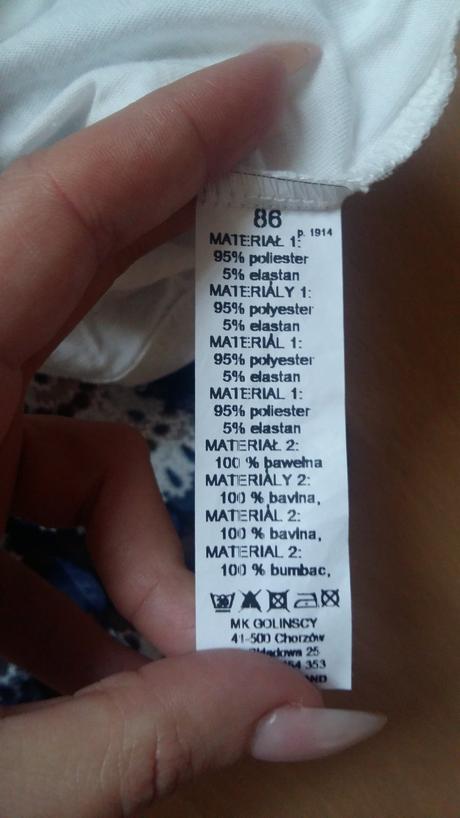 86
p. 1914
MATERIAŁ 1:
95% poliester
5% elastan
MATERIÁLY 1:
95% polyester
5% elastan
MATERIÁL 1:
95% polyester
5% elastan
MATERIAL 1:
95% poliester
5% elastan
MATERIAŁ 2:
100 % bawełna
MATERIÁLY 2:
100 % bavlna,
MATERIÁL 2:
100 % bavlna,
MATERIAL 2:
100 % bumbac,
MK GOLINSCY
41-500 Chorzów
25
353